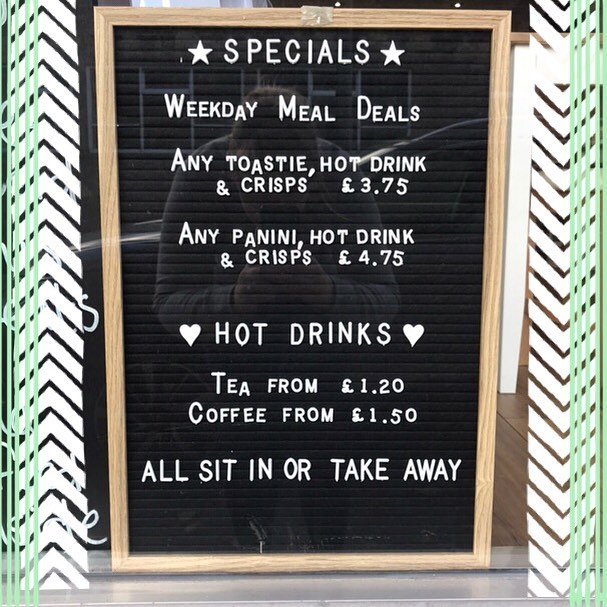 ★ SPECIALS ★
WEEKDAY MEAL DEALS
ANY TOASTIE, HOT DRINK
& CRISPS £3.75
ANY PANINI, HOT DRINK
& CRISPS £4.75
♥ HOT DRINKS ♥
TEA FROM £1.20
COFFEE FROM £1.50
ALL SIT IN OR TAKE AWAY